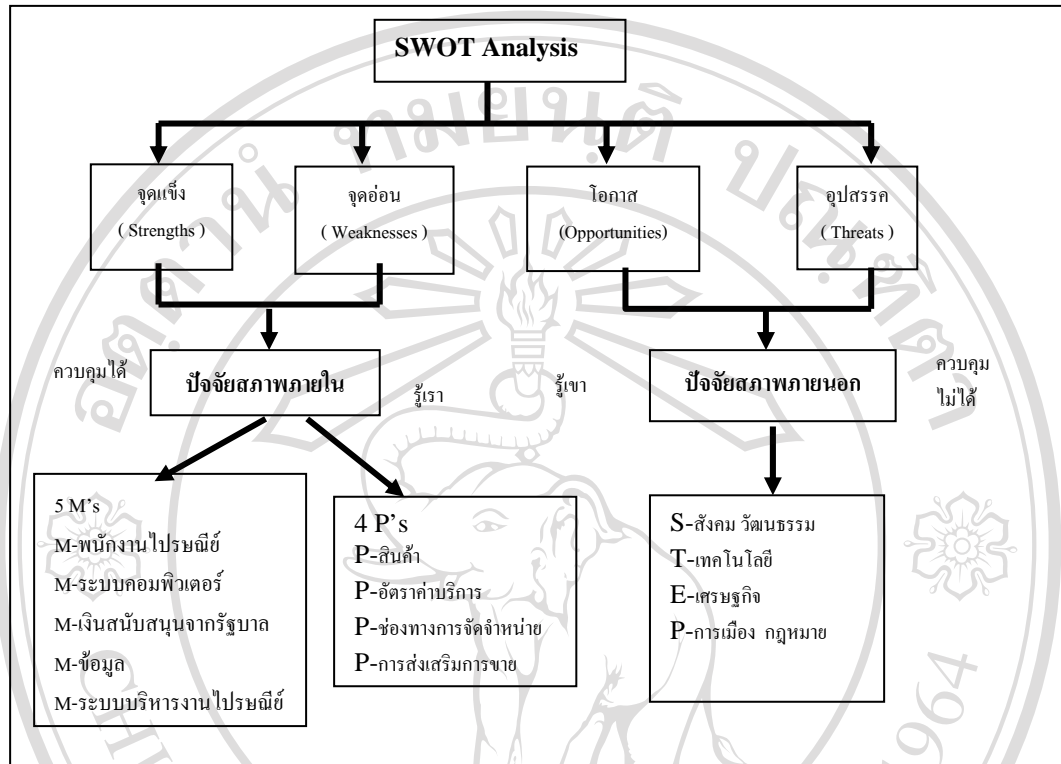 SWOT Analysis
จุดแข็ง
( Strengths )
จุดอ่อน
( Weaknesses )
โอกาส
(Opportunities)
อุปสรรค
( Threats )
ควบคุมได้
ปัจจัยสภาพภายใน
รู้เรา
รู้เขา
ปัจจัยสภาพภายนอก
ควบคุม
ไม่ได้
5 M’s
M-พนักงานไปรษณีย์
M-ระบบคอมพิวเตอร์
M-เงินสนับสนุนจากรัฐบาล
M-ข้อมูล
M-ระบบบริหารงานไปรษณีย์
4 P’s
P-สินค้า
P-อัตราค่าบริการ
P-ช่องทางการจัดจำหน่าย
P-การส่งเสริมการขาย
S-สังคม วัฒนธรรม
T-เทคโนโลยี
E-เศรษฐกิจ
P-การเมือง กฎหมาย
1964